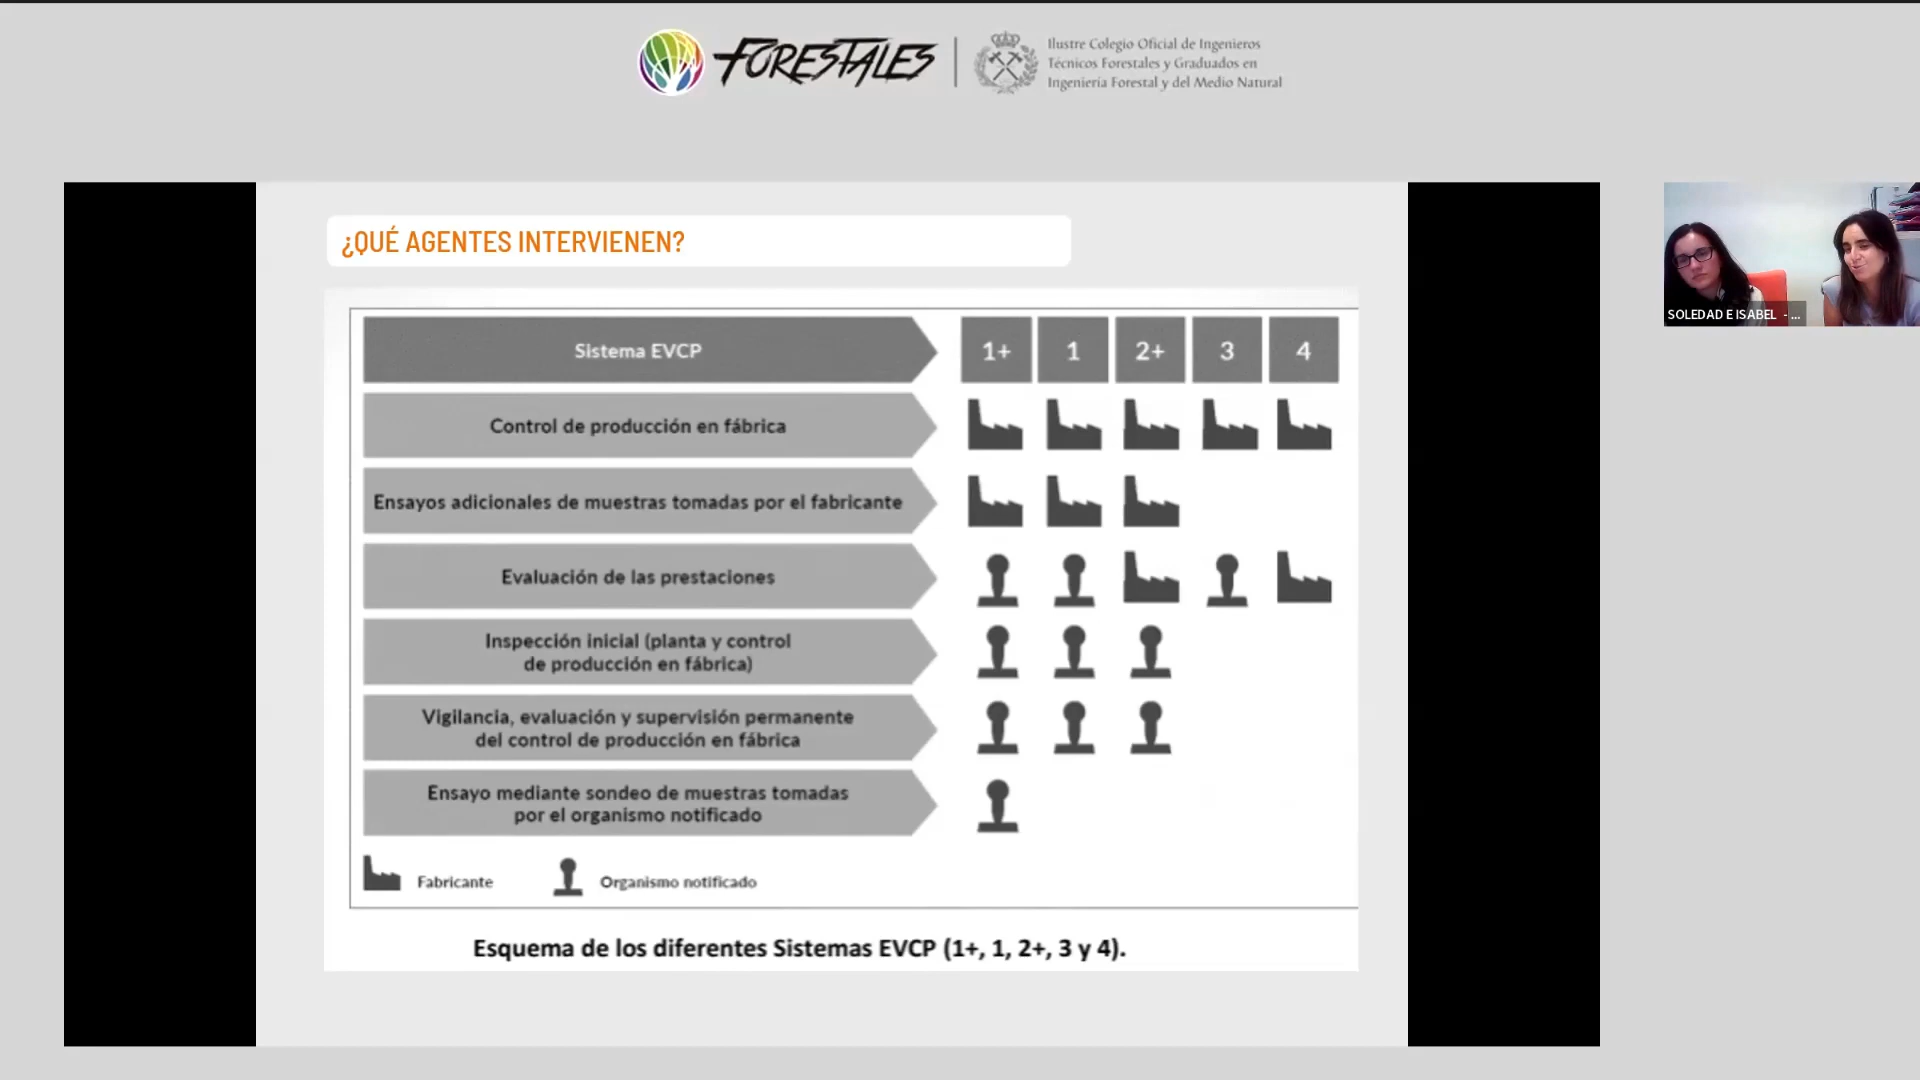 FORESTALES
Ilustre Colegio Oficial de Ingenieros
Técnicos Forestales y Graduados en
Ingeniería Forestal y del Medio Natural
¿QUÉ AGENTES INTERVIENEN?
Sistema EVCP 1+ 1 2+ 3 4
Control de producción en fábrica
Ensayos adicionales de muestras tomadas por el fabricante
Evaluación de las prestaciones
Inspección inicial (planta y control
de producción en fábrica)
Vigilancia, evaluación y supervisión permanente
del control de producción en fábrica
Ensayo mediante sondeo de muestras tomadas
por el organismo notificado
Fabricante Organismo notificado
Esquema de los diferentes Sistemas EVCP (1+, 1, 2+, 3 y 4).
SOLEDAD E ISABEL - ...